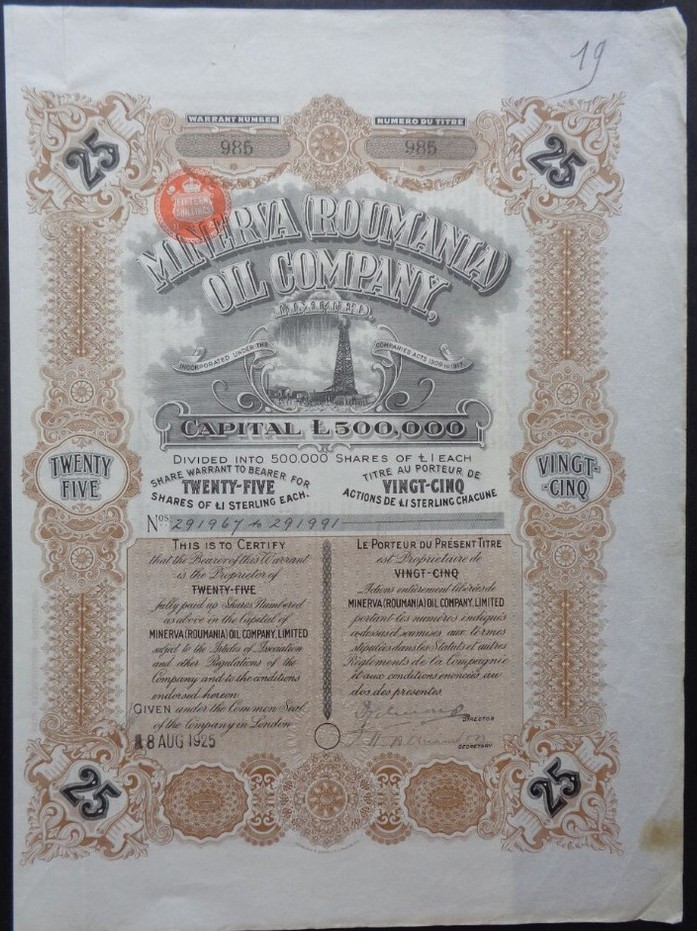 19
WARRANT NUMBER
NUMERO DU TITRE
985
985
25
25
FIFTEEN
SHILLINGS
MINERVA (ROUMANIA)
OIL COMPANY,
LIMITED.
INCORPORATED UNDER THE
COMPANIES ACTS 1908 TO 1917
CAPITAL £500,000
DIVIDED INTO 500,000 SHARES OF £1 EACH
SHARE WARRANT TO BEARER FOR
TWENTY-FIVE
SHARES OF £1 STERLING EACH.
TITRE AU PORTEUR DE
VINGT-CINQ
ACTIONS DE £1 STERLING CHACUNE
TWENTY
FIVE
VINGT-
-CINQ
Nos. 291967 to 291991
THIS IS TO CERTIFY
that the Bearer of this Warrant
is the Proprietor of
TWENTY-FIVE
fully paid up Shares Numbered
as above in the Capital of
MINERVA (ROUMANIA) OIL COMPANY, LIMITED
subject to the Articles of Association
and other Regulations of the
Company and to the conditions
endorsed hereon
GIVEN under the Common Seal
of the Company in London
18 AUG 1925
LE PORTEUR DU PRÉSENT TITRE
est Propriétaire de
VINGT-CINQ
Actions entièrement libérées de
MINERVA (ROUMANIA) OIL COMPANY, LIMITED
portant les numéros indiqués
ci-dessus et soumises aux termes
stipulées dans les Statuts et autres
Règlements de la Compagnie
et aux conditions enoncées au
dos des présentes
DIRECTOR
SECRETARY
25
25